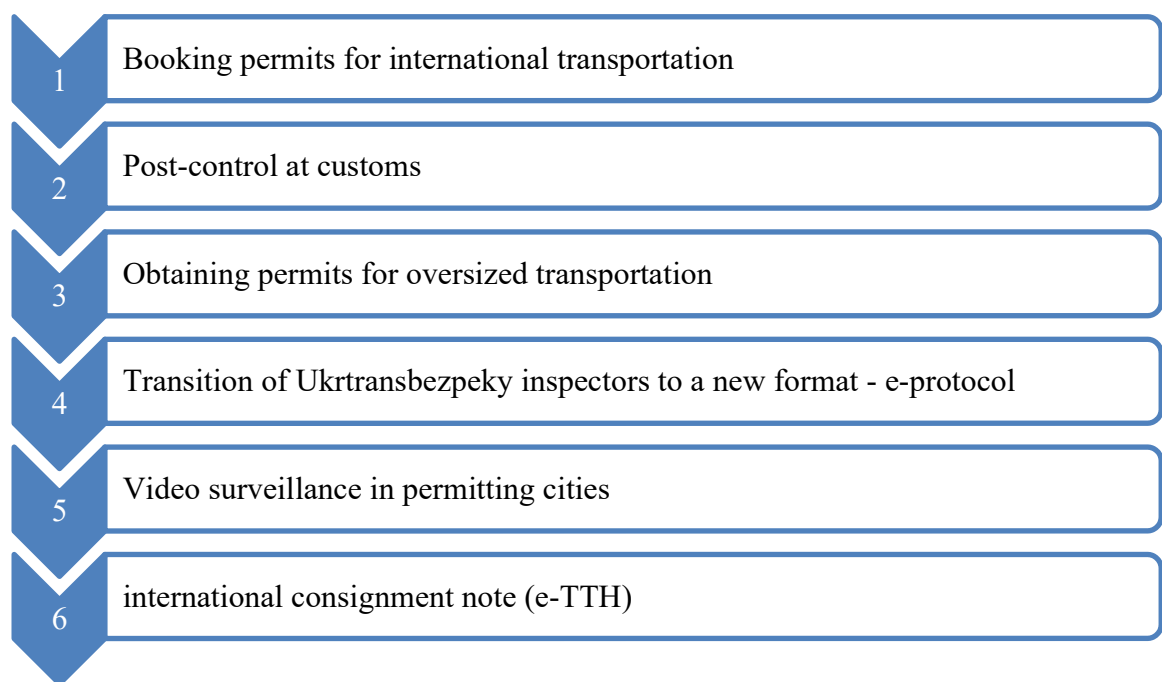 1 Booking permits for international transportation
2 Post-control at customs
3 Obtaining permits for oversized transportation
4 Transition of Ukrtransbezpeky inspectors to a new format - e-protocol
5 Video surveillance in permitting cities
6 international consignment note (e-TTH)